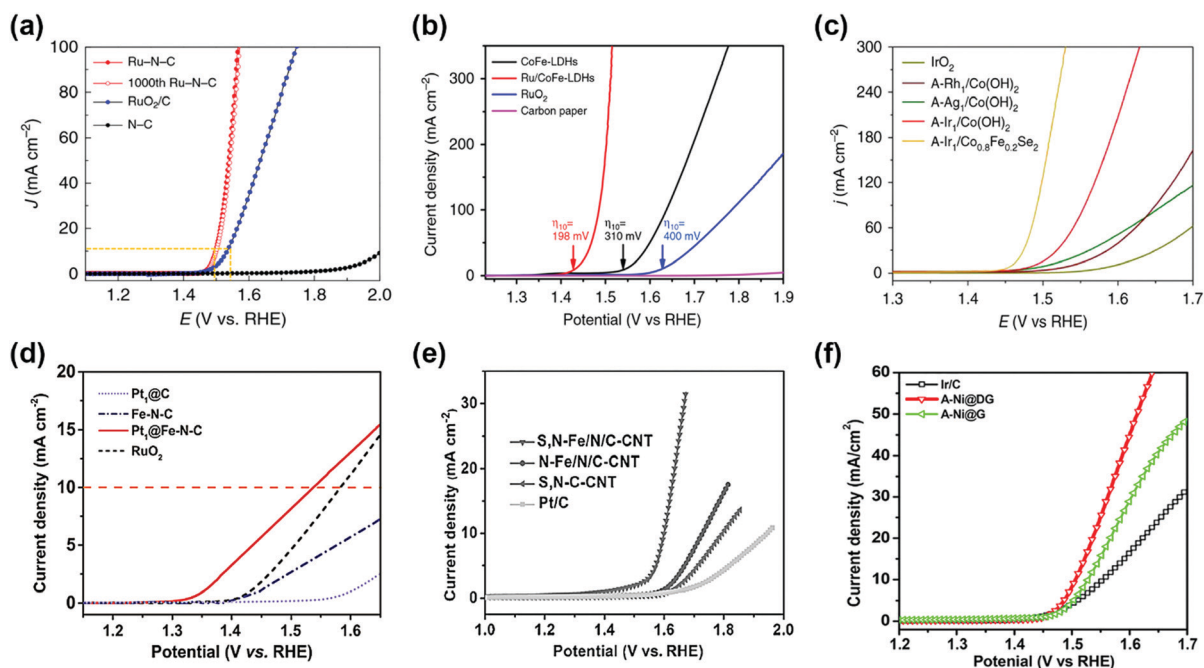 (a)
100
80
60
40
20
0
J (mA cm⁻²)
Ru–N–C
1000th Ru–N–C
RuO₂/C
N–C
1.2 1.4 1.6 1.8 2.0
E (V vs. RHE)
(b)
300
200
100
0
Current density (mA cm⁻²)
CoFe-LDHs
Ru/CoFe-LDHs
RuO₂
Carbon paper
η₁₀=
198 mV
η₁₀=
310 mV
η₁₀=
400 mV
1.3 1.4 1.5 1.6 1.7 1.8 1.9
Potential (V vs RHE)
(c)
300
240
180
120
60
0
j (mA cm⁻²)
IrO₂
A-Rh₁/Co(OH)₂
A-Ag₁/Co(OH)₂
A-Ir₁/Co(OH)₂
A-Ir₁/Co₀.₈Fe₀.₂Se₂
1.3 1.4 1.5 1.6 1.7
E (V vs RHE)
(d)
20
15
10
5
0
Current density (mA cm⁻²)
Pt₁@C
Fe-N-C
Pt₁@Fe-N-C
RuO₂
1.2 1.3 1.4 1.5 1.6
Potential (V vs. RHE)
(e)
30
20
10
0
Current density (mA cm⁻²)
S,N-Fe/N/C-CNT
N-Fe/N/C-CNT
S,N-C-CNT
Pt/C
1.0 1.2 1.4 1.6 1.8 2.0
Potential (V vs RHE)
(f)
60
50
40
30
20
10
0
Current density (mA/cm²)
Ir/C
A-Ni@DG
A-Ni@G
1.2 1.3 1.4 1.5 1.6 1.7
Potential (V vs RHE)